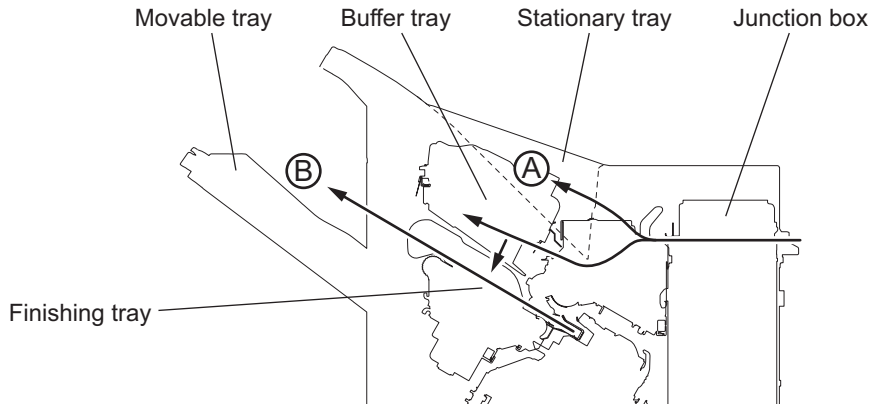 Movable tray
Buffer tray
Stationary tray
Junction box
A
B
Finishing tray